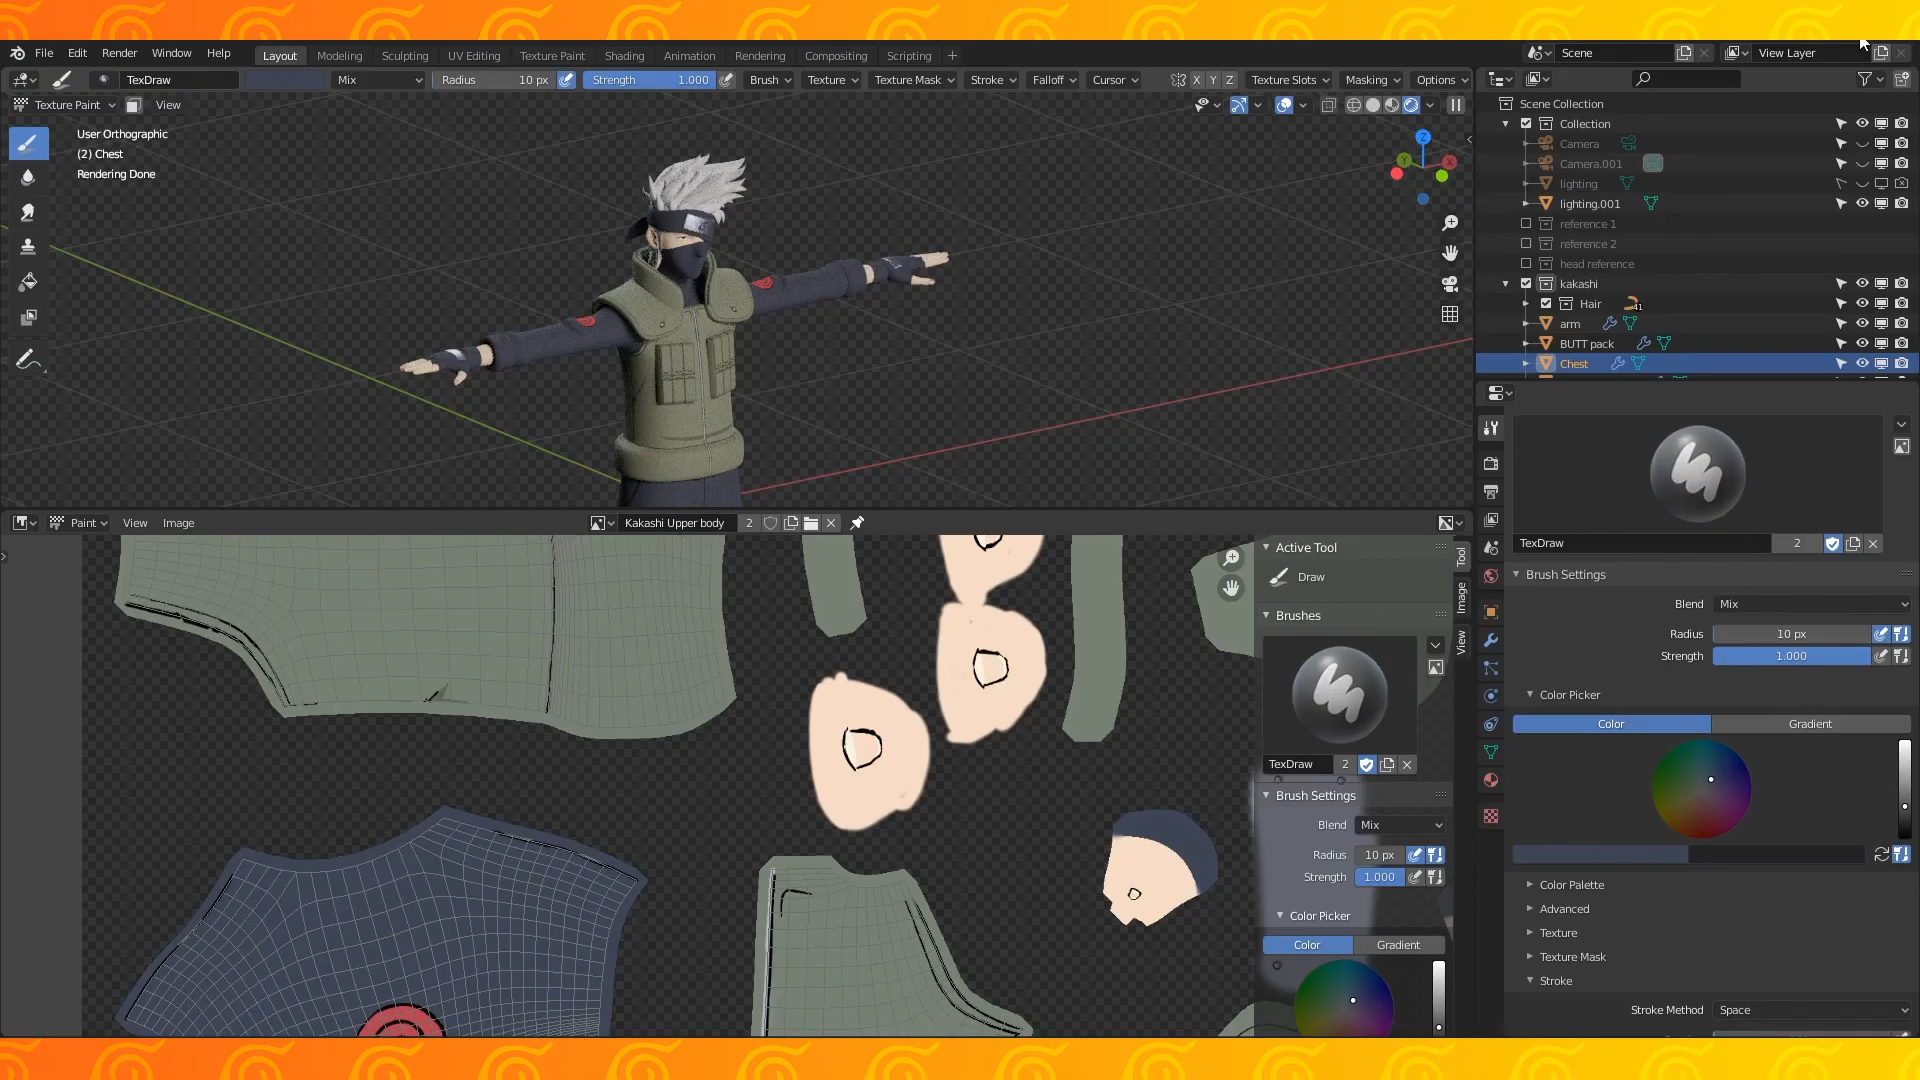 File Edit Render Window Help Layout Modeling Sculpting UV Editing Texture Paint Shading Animation Rendering Compositing Scripting + Scene View Layer
TexDraw Mix Radius 10 px Strength 1.000 Brush Texture Texture Mask Stroke Falloff Cursor X Y Z Texture Slots Masking Options
Texture Paint View
User Orthographic
(2) Chest
Rendering Done
Z
Y
X
Scene Collection
Collection
Camera
Camera.001
lighting
lighting.001
reference 1
reference 2
head reference
kakashi
Hair 41
arm
BUTT pack
Chest
TexDraw 2
Brush Settings
Blend Mix
Radius 10 px
Strength 1.000
Color Picker
Color Gradient
Color Palette
Advanced
Texture
Texture Mask
Stroke
Stroke Method Space
Paint View Image Kakashi Upper body 2
Active Tool
Draw
Brushes
TexDraw 2
Brush Settings
Blend Mix
Radius 10 px
Strength 1.000
Color Picker
Color Gradient
Tool
Image
View